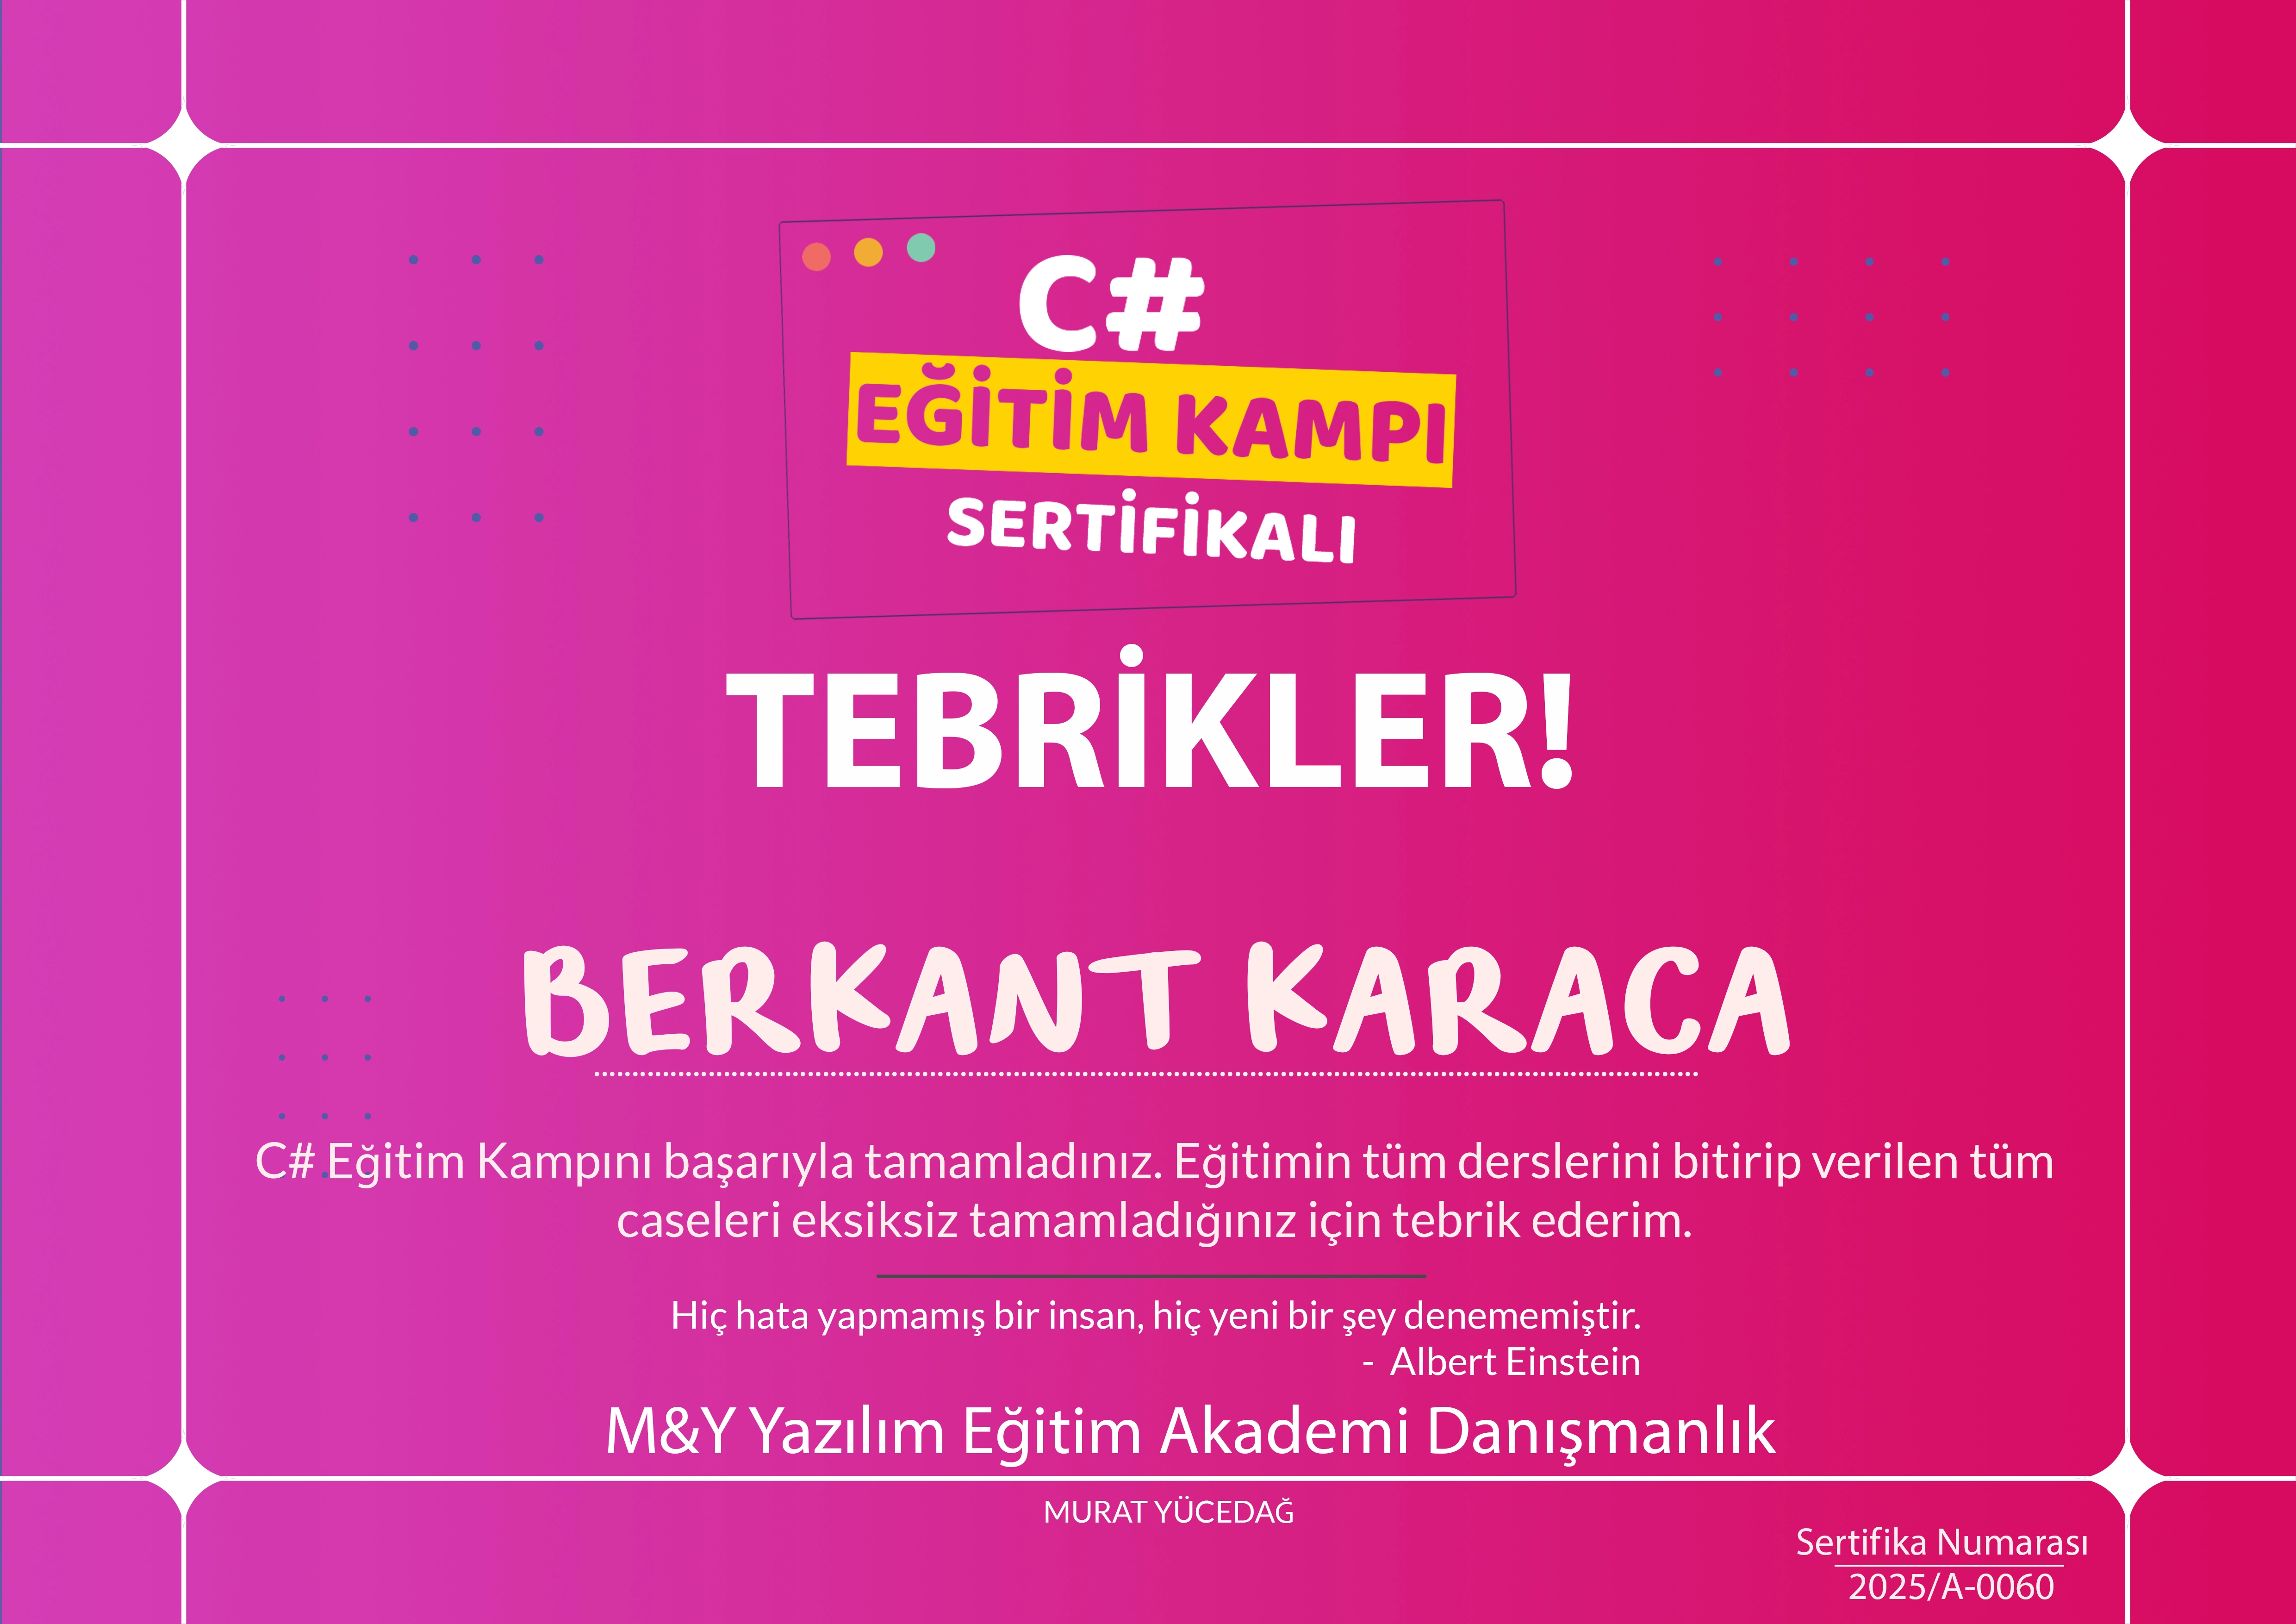 C#
EĞİTİM KAMPI
SERTİFİKALI
TEBRİKLER!
BERKANT KARACA
C# Eğitim Kampını başarıyla tamamladınız. Eğitimin tüm derslerini bitirip verilen tüm
caseleri eksiksiz tamamladığınız için tebrik ederim.
Hiç hata yapmamış bir insan, hiç yeni bir şey denememiştir.
- Albert Einstein
M&Y Yazılım Eğitim Akademi Danışmanlık
MURAT YÜCEDAĞ
Sertifika Numarası
2025/A-0060